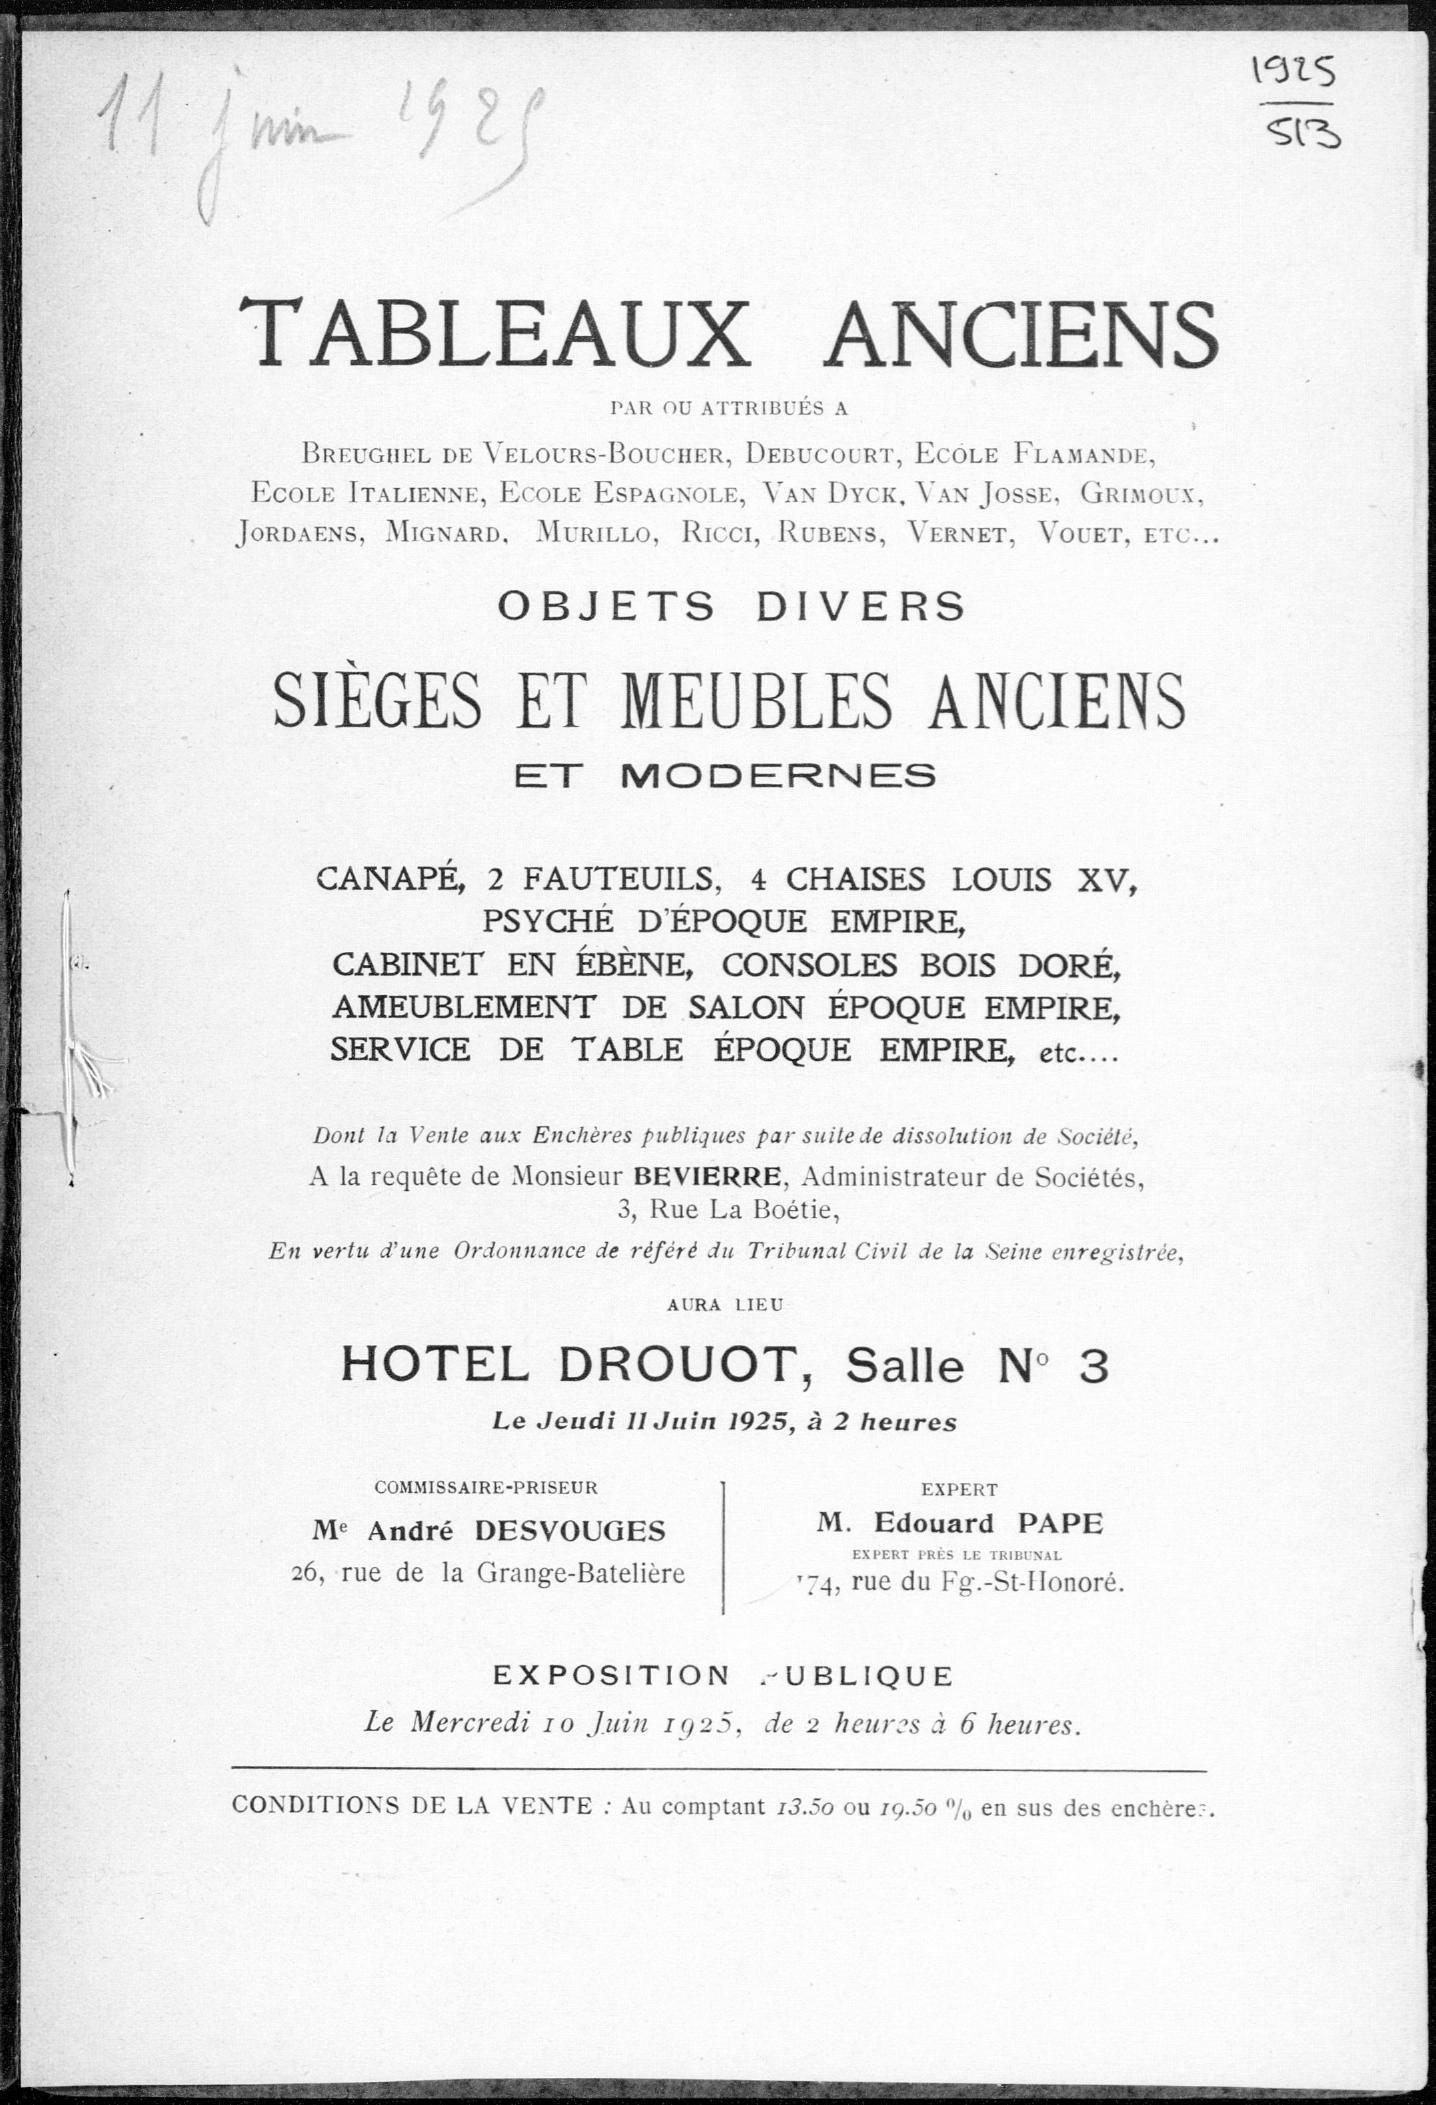 11 juin 1925
1925
513
TABLEAUX ANCIENS
PAR OU ATTRIBUÉS A
BREUGHEL DE VELOURS-BOUCHER, DEBUCOURT, ECOLE FLAMANDE,
ECOLE ITALIENNE, ECOLE ESPAGNOLE, VAN DYCK, VAN JOSSE, GRIMOUX,
JORDAENS, MIGNARD, MURILLO, RICCI, RUBENS, VERNET, VOUET, ETC...
OBJETS DIVERS
SIÈGES ET MEUBLES ANCIENS
ET MODERNES
CANAPÉ, 2 FAUTEUILS, 4 CHAISES LOUIS XV,
PSYCHÉ D'ÉPOQUE EMPIRE,
CABINET EN ÉBÈNE, CONSOLES BOIS DORÉ,
AMEUBLEMENT DE SALON ÉPOQUE EMPIRE,
SERVICE DE TABLE ÉPOQUE EMPIRE, etc....
Dont la Vente aux Enchères publiques par suite de dissolution de Société,
A la requête de Monsieur BEVIERRE, Administrateur de Sociétés,
3, Rue La Boétie,
En vertu d'une Ordonnance de référé du Tribunal Civil de la Seine enregistrée,
AURA LIEU
HOTEL DROUOT, Salle Nº 3
Le Jeudi 11 Juin 1925, à 2 heures
COMMISSAIRE-PRISEUR
Mᵉ André DESVOUGES
26, rue de la Grange-Batelière
EXPERT
M. Edouard PAPE
EXPERT PRÈS LE TRIBUNAL
174, rue du Fg.-St-Honoré.
EXPOSITION PUBLIQUE
Le Mercredi 10 Juin 1925, de 2 heures à 6 heures.
CONDITIONS DE LA VENTE : Au comptant 13.50 ou 19.50 % en sus des enchères.